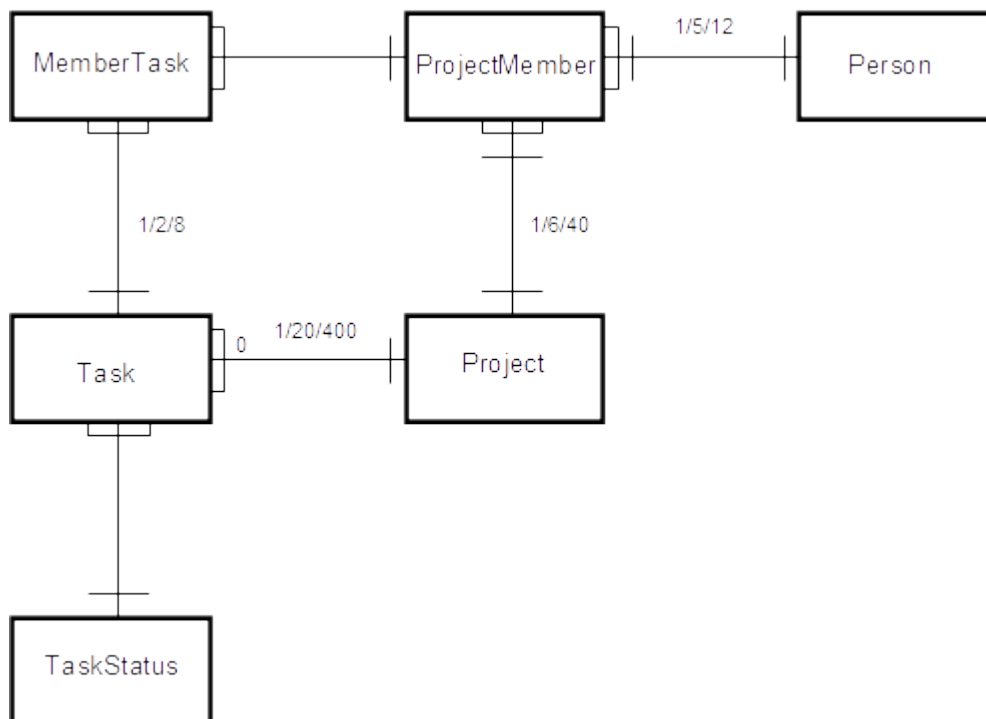 1/5/12
MemberTask
ProjectMember
Person
1/2/8
1/6/40
1/20/400
0
Task
Project
TaskStatus